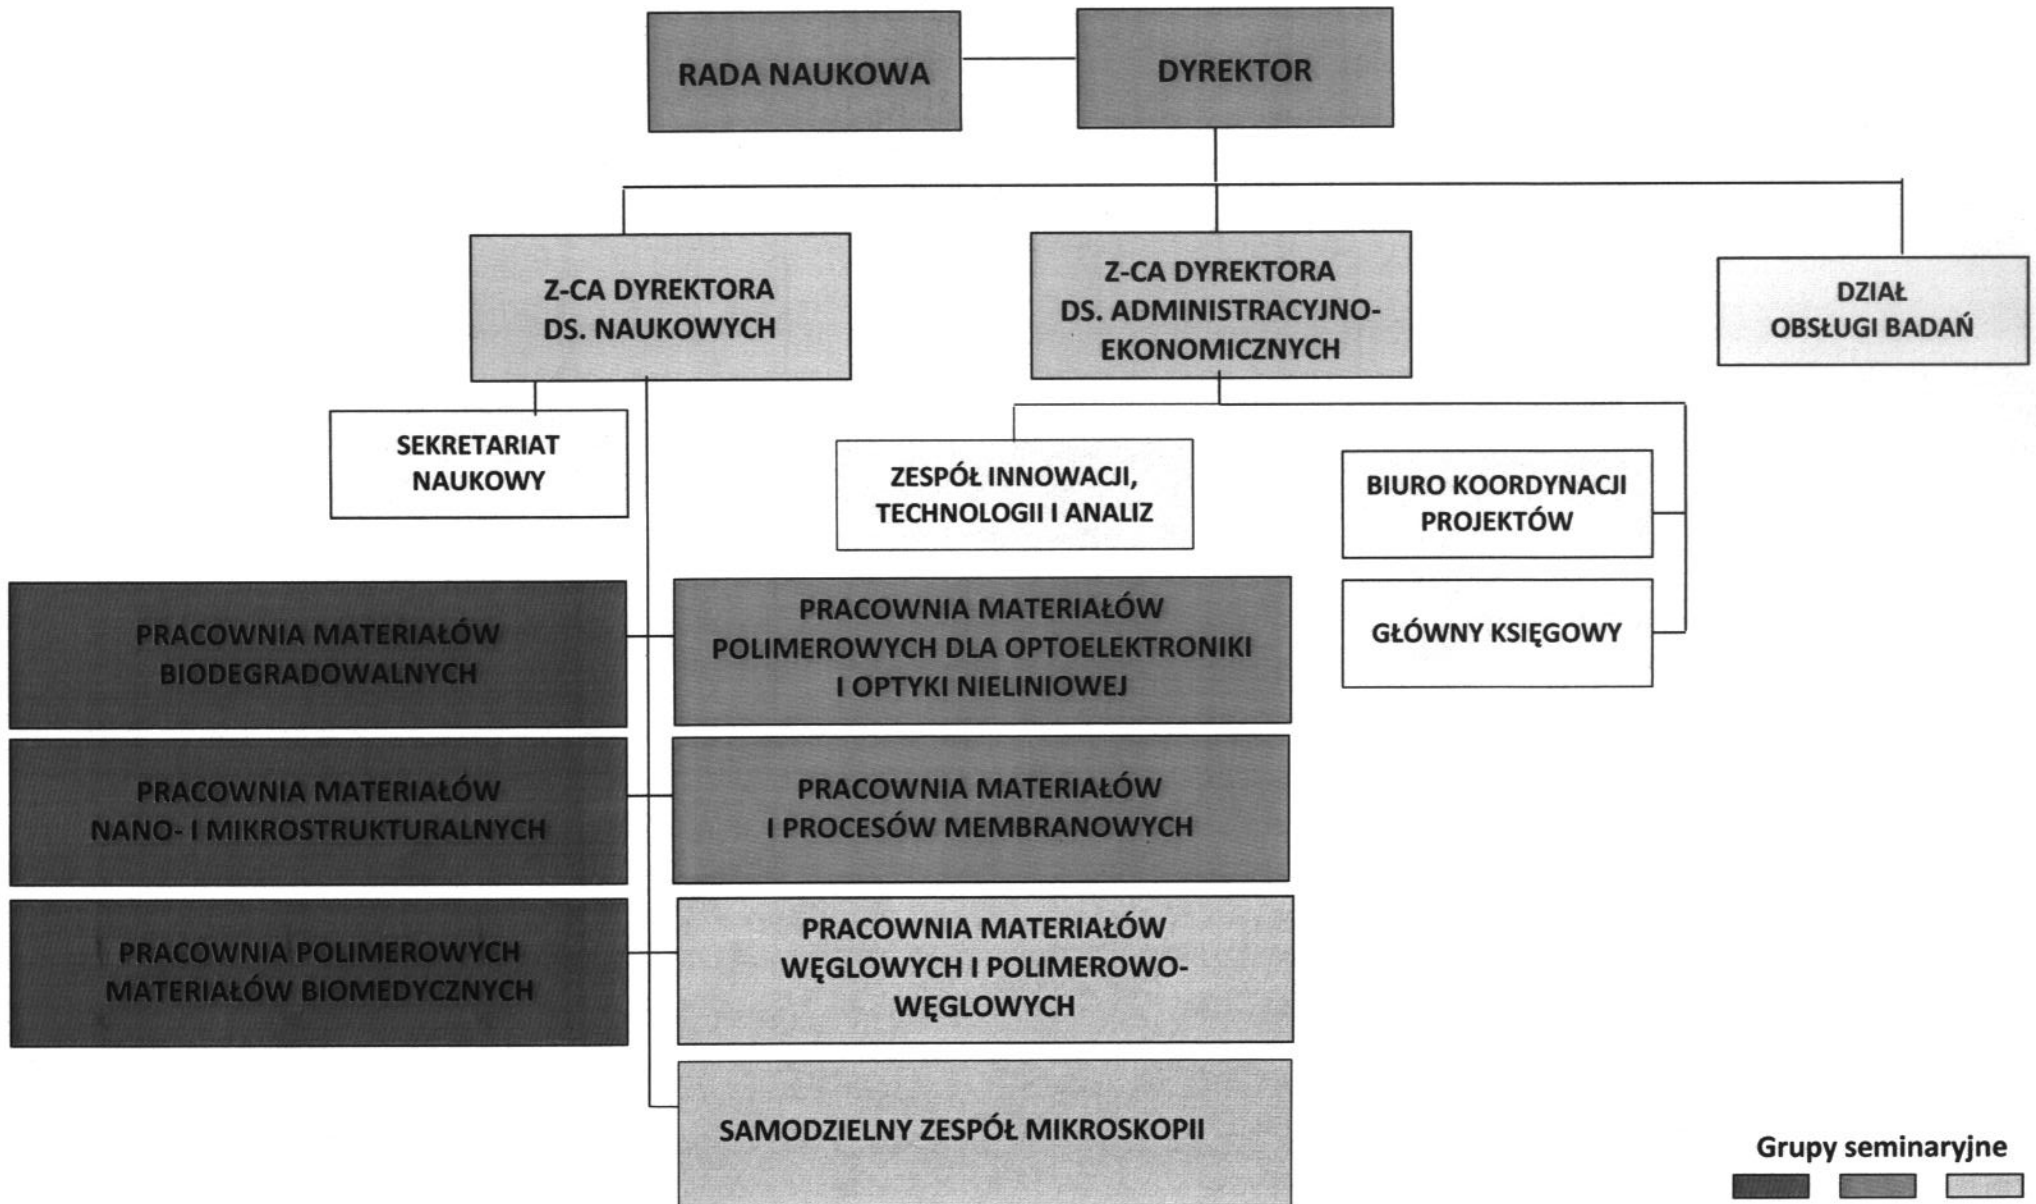 RADA NAUKOWA
DYREKTOR
Z-CA DYREKTORA
DS. NAUKOWYCH
Z-CA DYREKTORA
DS. ADMINISTRACYJNO-
EKONOMICZNYCH
DZIAŁ
OBSŁUGI BADAŃ
SEKRETARIAT
NAUKOWY
ZESPÓŁ INNOWACJI,
TECHNOLOGII I ANALIZ
BIURO KOORDYNACJI
PROJEKTÓW
GŁÓWNY KSIĘGOWY
PRACOWNIA MATERIAŁÓW
BIODEGRADOWALNYCH
PRACOWNIA MATERIAŁÓW
POLIMEROWYCH DLA OPTOELEKTRONIKI
I OPTYKI NIELINIOWEJ
PRACOWNIA MATERIAŁÓW
NANO- I MIKROSTRUKTURALNYCH
PRACOWNIA MATERIAŁÓW
I PROCESÓW MEMBRANOWYCH
PRACOWNIA POLIMEROWYCH
MATERIAŁÓW BIOMEDYCZNYCH
PRACOWNIA MATERIAŁÓW
WĘGLOWYCH I POLIMEROWO-
WĘGLOWYCH
SAMODZIELNY ZESPÓŁ MIKROSKOPII
Grupy seminaryjne